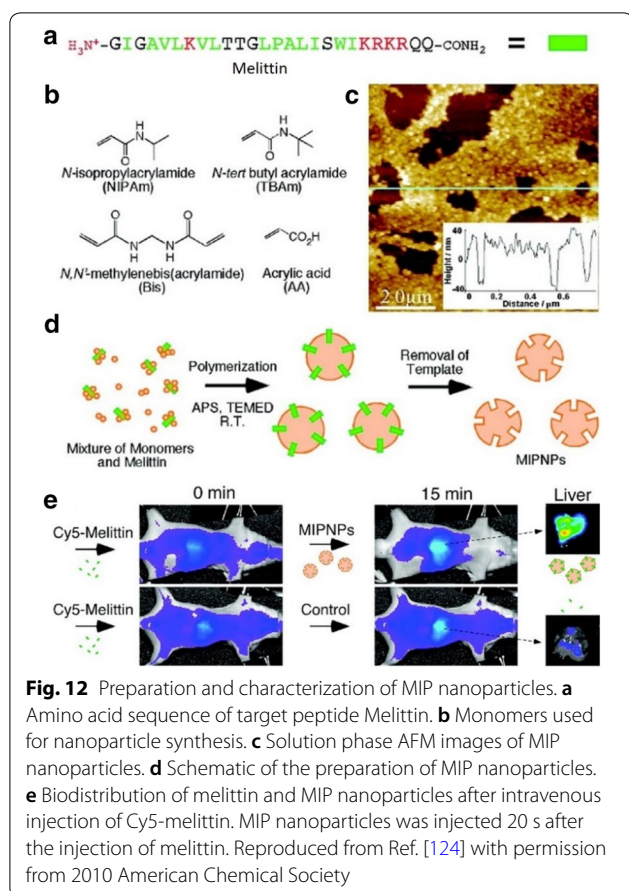 a H₃N⁺-GIGAVLKVLTTGLPALISWIKRKRQQ-CONH₂ =
Melittin
b
c
O
N
H
O
N
H
N-isopropylacrylamide
(NIPAm)
N-tert butyl acrylamide
(TBAm)
O
O
N
H
N
H
CO₂H
N,N'-methylenebis(acrylamide)
(Bis)
Acrylic acid
(AA)
2.0μm
Height / nm
40
0
-40
0
0.2
0.4
0.6
0.8
Distance / μm
d
Mixture of Monomers
and Melittin
Polymerization
APS, TEMED
R.T.
Removal of
Template
MIPNPs
e
0 min
15 min
Liver
Cy5-Melittin
MIPNPs
Cy5-Melittin
Control
Fig. 12 Preparation and characterization of MIP nanoparticles. a
Amino acid sequence of target peptide Melittin. b Monomers used
for nanoparticle synthesis. c Solution phase AFM images of MIP
nanoparticles. d Schematic of the preparation of MIP nanoparticles.
e Biodistribution of melittin and MIP nanoparticles after intravenous
injection of Cy5-melittin. MIP nanoparticles was injected 20 s after
the injection of melittin. Reproduced from Ref. [124] with permission
from 2010 American Chemical Society